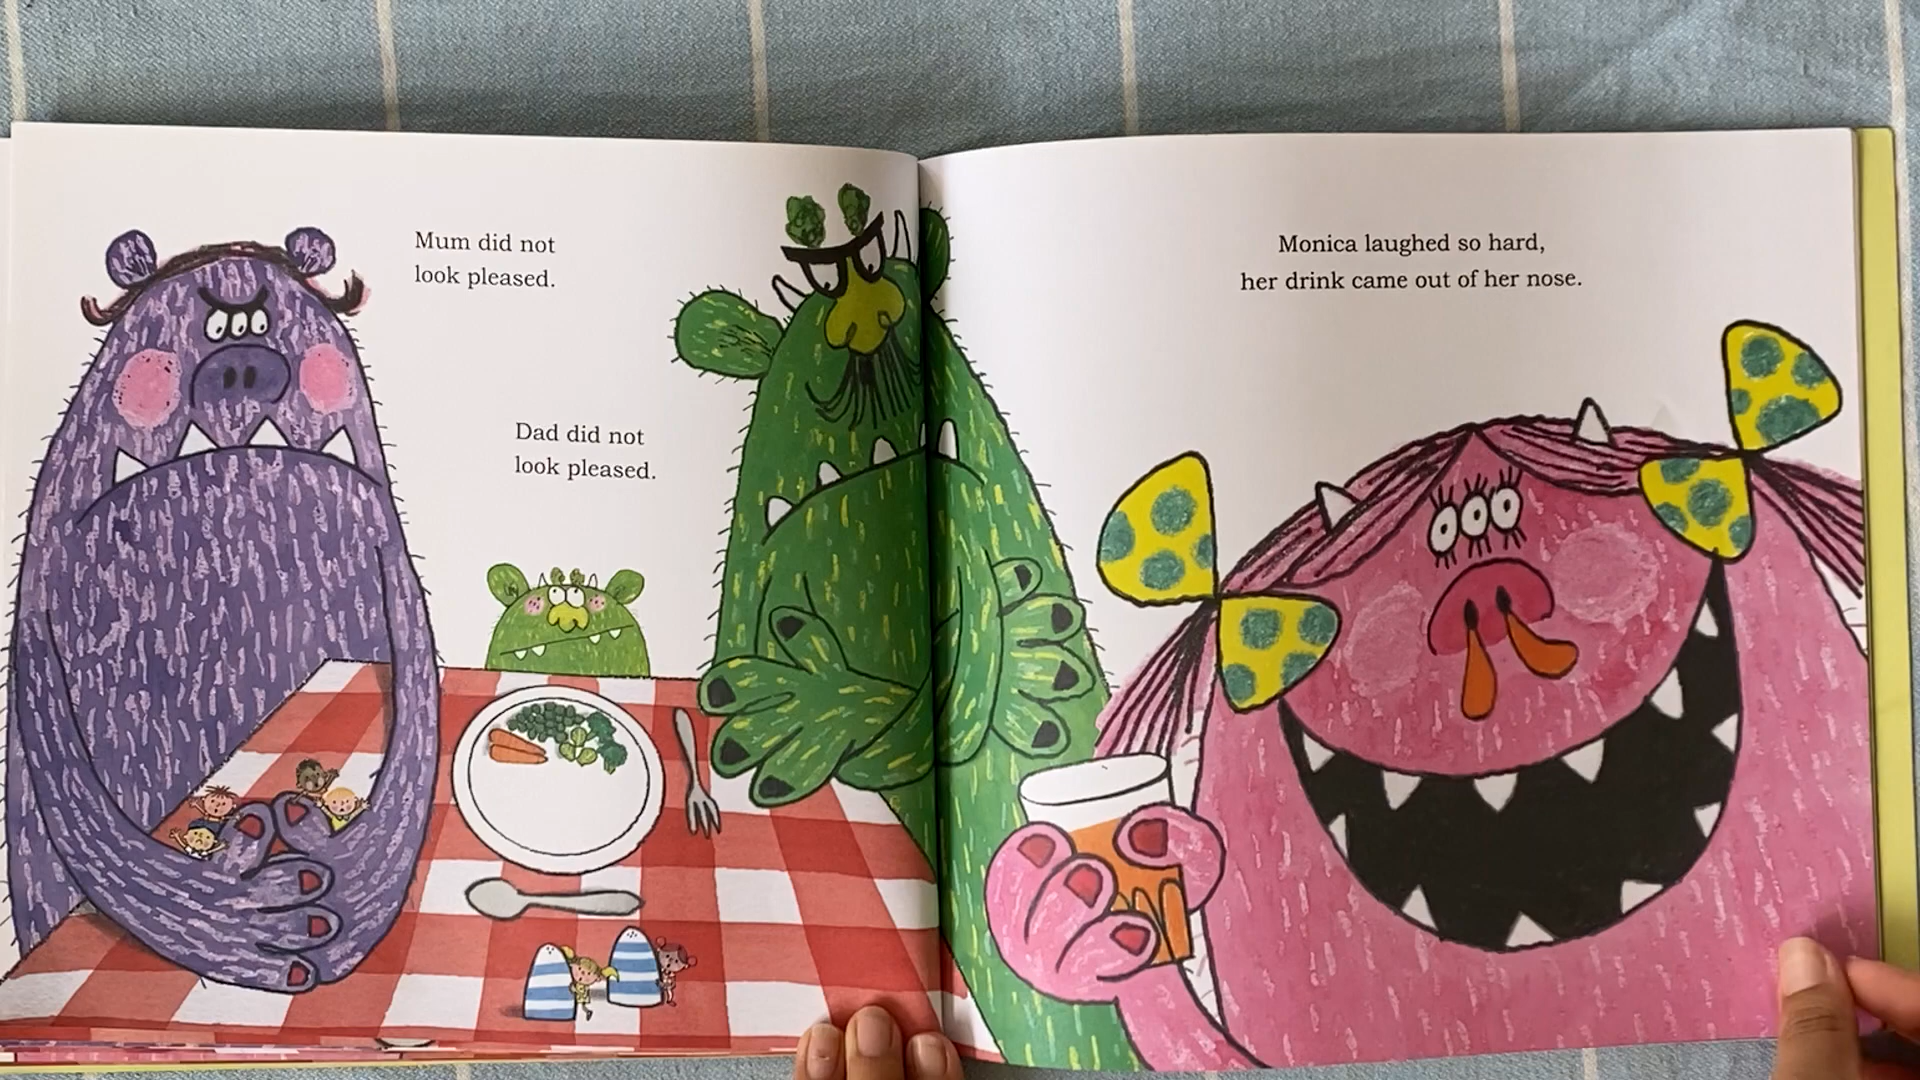 Mum did not
look pleased.
Dad did not
look pleased.
Monica laughed so hard,
her drink came out of her nose.